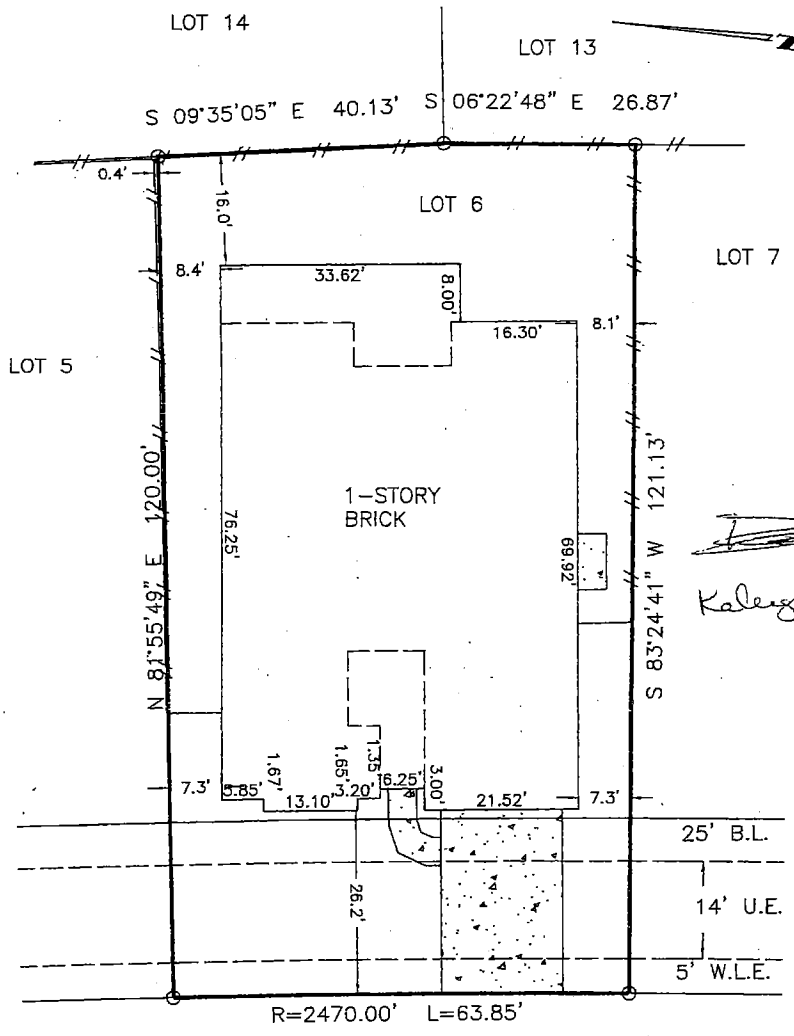 LOT 14
LOT 13
S 09°35'05" E 40.13' S 06°22'48" E 26.87'
0.4'
16.0'
LOT 6
LOT 7
8.4'
33.62'
8.00'
16.30'
8.1'
LOT 5
N 81°55'49" E 120.00'
76.25'
1-STORY
BRICK
69.92'
S 83°24'41" W 121.13'
7.3'
5.85'
1.67'
13.10'
1.65'
3.20'
1.35'
6.25'
3.00'
21.52'
7.3'
25' B.L.
26.2'
14' U.E.
5' W.L.E.
R=2470.00' L=63.85'